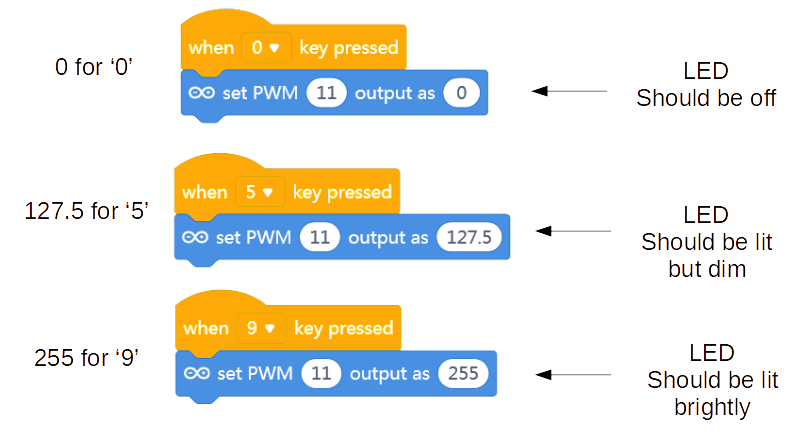 when 0 key pressed
0 for ‘0’
set PWM 11 output as 0
LED
Should be off
when 5 key pressed
127.5 for ‘5’
set PWM 11 output as 127.5
LED
Should be lit
but dim
when 9 key pressed
255 for ‘9’
set PWM 11 output as 255
LED
Should be lit
brightly